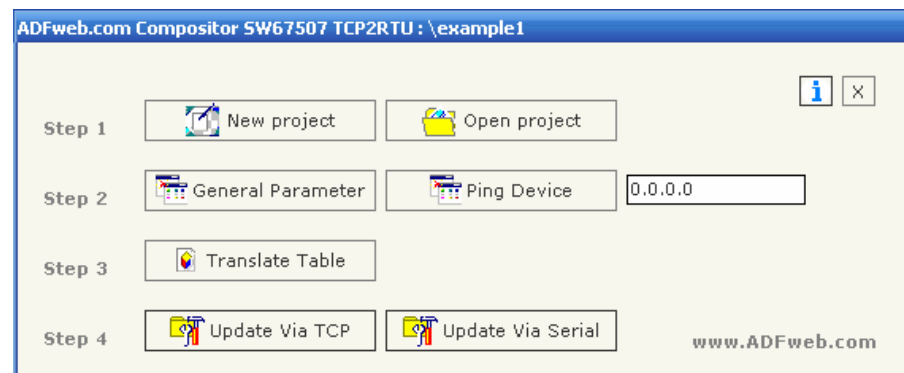 ADFweb.com Compositor SW67507 TCP2RTU : \example1
i X
Step 1 New project Open project
Step 2 General Parameter Ping Device 0.0.0.0
Step 3 Translate Table
Step 4 Update Via TCP Update Via Serial
www.ADFweb.com